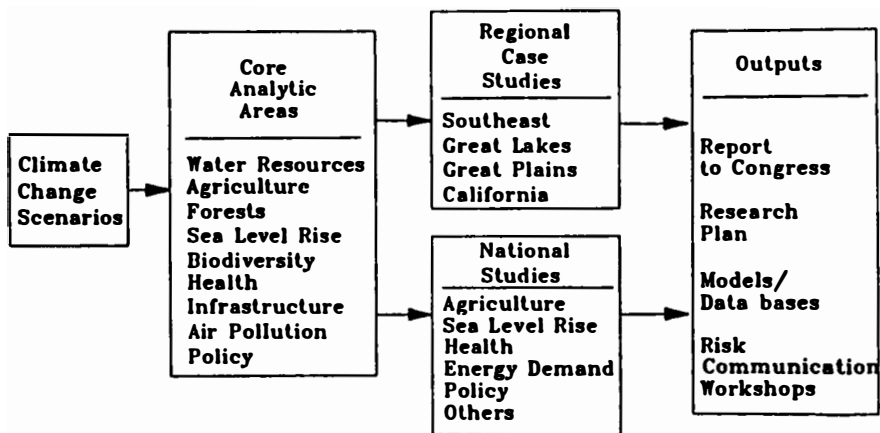 Climate
Change
Scenarios
Core
Analytic
Areas
Water Resources
Agriculture
Forests
Sea Level Rise
Biodiversity
Health
Infrastructure
Air Pollution
Policy
Regional
Case
Studies
Southeast
Great Lakes
Great Plains
California
National
Studies
Agriculture
Sea Level Rise
Health
Energy Demand
Policy
Others
Outputs
Report
to Congress
Research
Plan
Models/
Data bases
Risk
Communication
Workshops